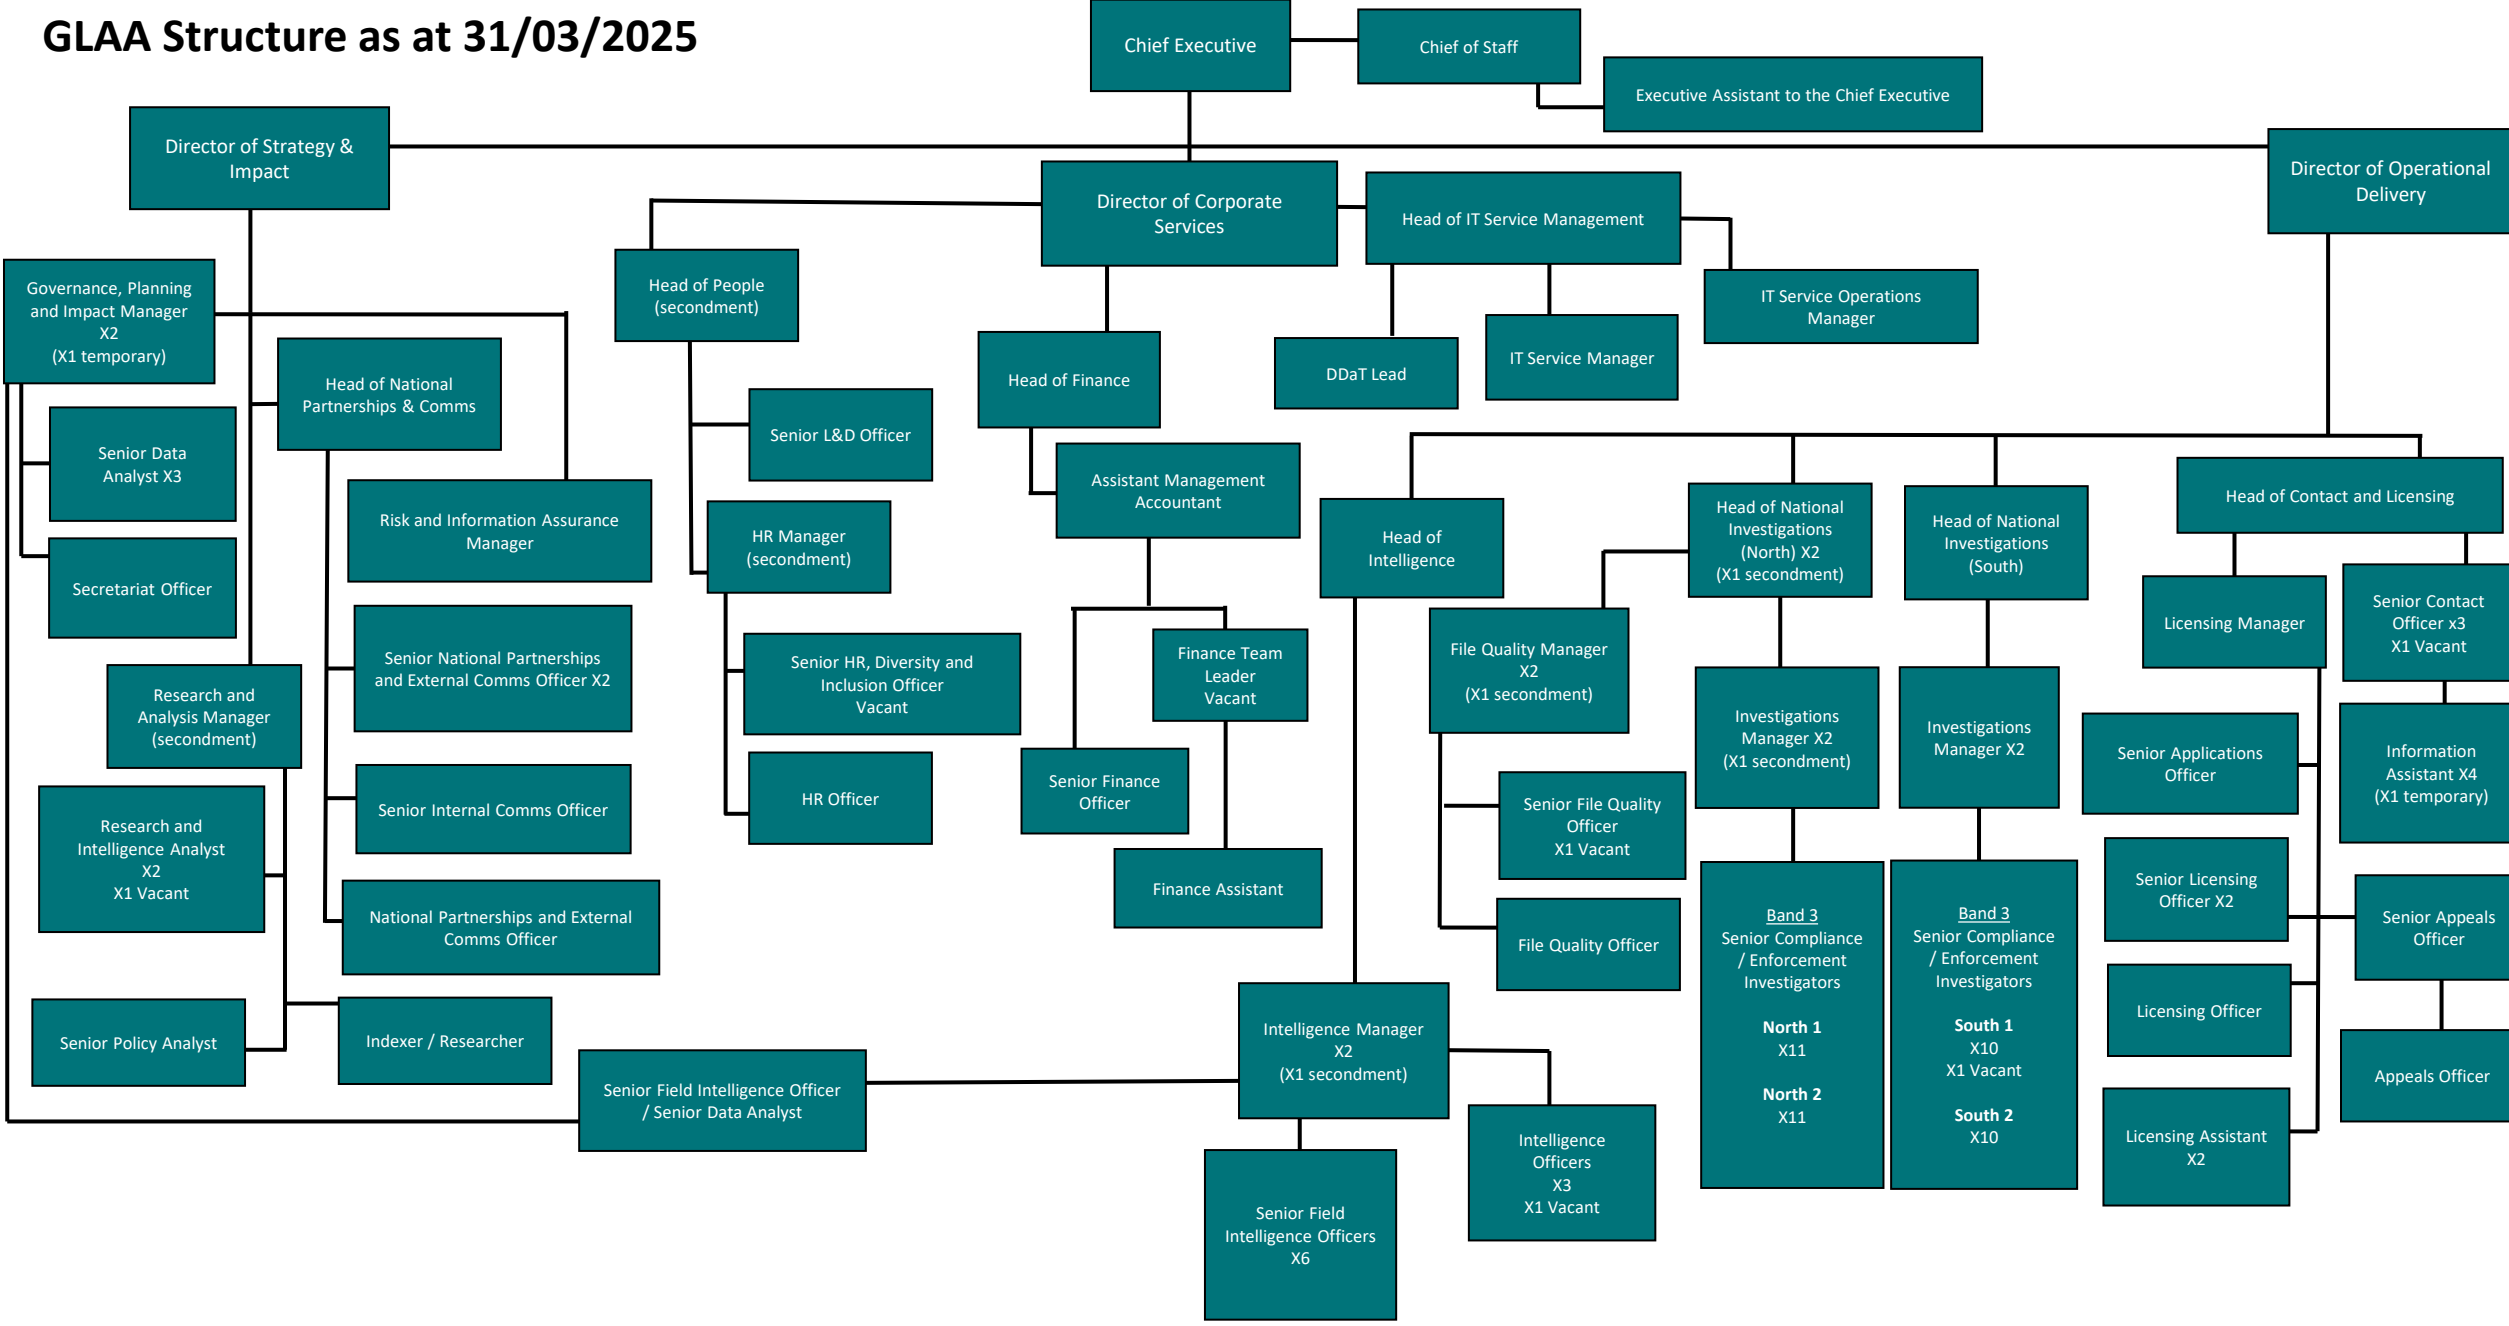 GLAA Structure as at 31/03/2025
Chief Executive
Chief of Staff
Executive Assistant to the Chief Executive
Director of Strategy &
Impact
Director of Corporate
Services
Head of IT Service Management
Director of Operational
Delivery
Governance, Planning
and Impact Manager
X2
(X1 temporary)
Head of People
(secondment)
IT Service Operations
Manager
Head of National
Partnerships & Comms
Head of Finance
DDaT Lead
IT Service Manager
Senior Data
Analyst X3
Senior L&D Officer
Assistant Management
Accountant
Risk and Information Assurance
Manager
HR Manager
(secondment)
Head of
Intelligence
Head of National
Investigations
(North) X2
(X1 secondment)
Head of National
Investigations
(South)
Head of Contact and Licensing
Secretariat Officer
Licensing Manager
Senior Contact
Officer x3
X1 Vacant
Senior National Partnerships
and External Comms Officer X2
Senior HR, Diversity and
Inclusion Officer
Vacant
Finance Team
Leader
Vacant
File Quality Manager
X2
(X1 secondment)
Research and
Analysis Manager
(secondment)
Investigations
Manager X2
(X1 secondment)
Investigations
Manager X2
Senior Applications
Officer
Information
Assistant X4
(X1 temporary)
Senior Internal Comms Officer
HR Officer
Senior Finance
Officer
Senior File Quality
Officer
X1 Vacant
Research and
Intelligence Analyst
X2
X1 Vacant
Finance Assistant
Senior Licensing
Officer X2
Senior Appeals
Officer
National Partnerships and External
Comms Officer
File Quality Officer
Band 3
Senior Compliance
/ Enforcement
Investigators
North 1
X11
North 2
X11
Band 3
Senior Compliance
/ Enforcement
Investigators
South 1
X10
X1 Vacant
South 2
X10
Licensing Officer
Senior Policy Analyst
Indexer / Researcher
Intelligence Manager
X2
(X1 secondment)
Appeals Officer
Senior Field Intelligence Officer
/ Senior Data Analyst
Licensing Assistant
X2
Intelligence
Officers
X3
X1 Vacant
Senior Field
Intelligence Officers
X6